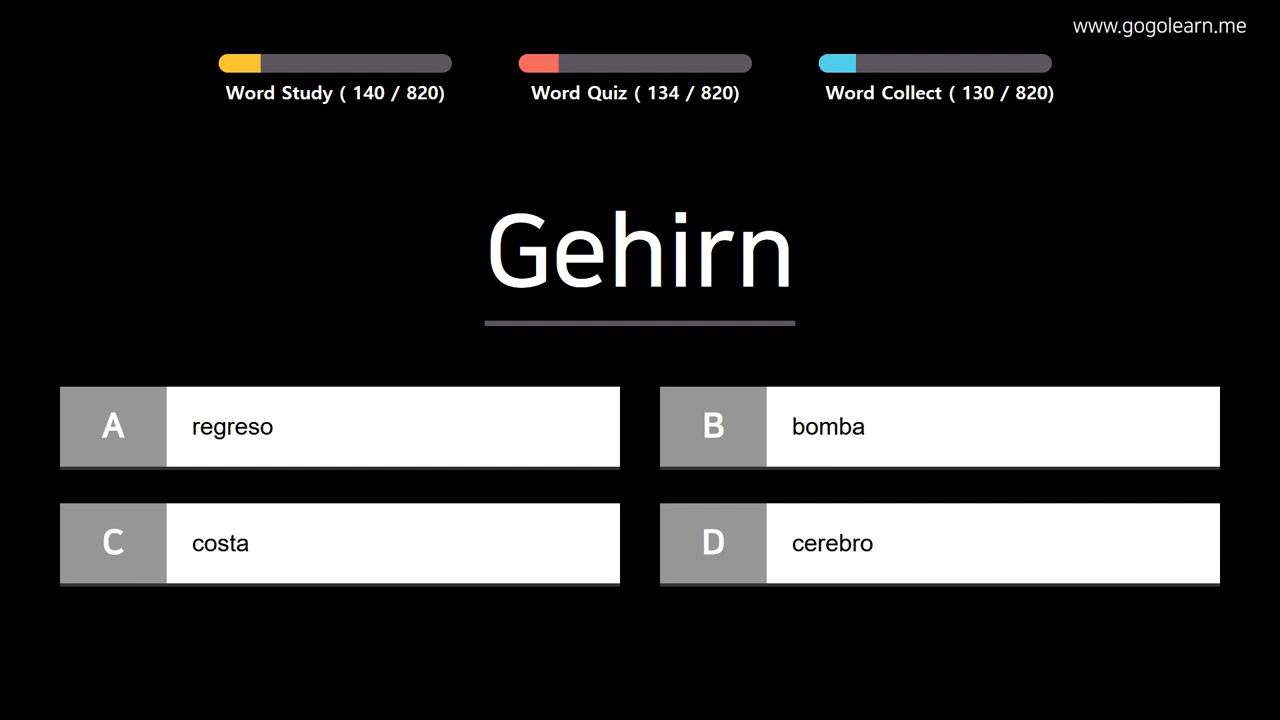 www.gogolearn.me
Word Study ( 140 / 820)
Word Quiz ( 134 / 820)
Word Collect ( 130 / 820)
Gehirn
A regreso
B bomba
C costa
D cerebro